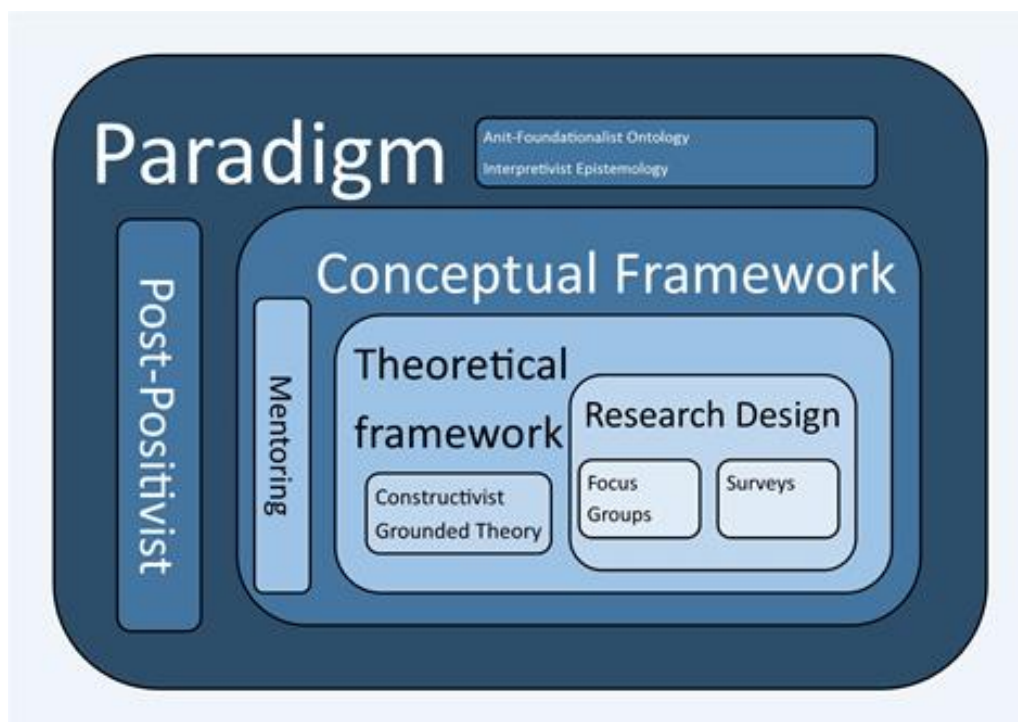 Paradigm
Anit-Foundationalist Ontology
Interpretivist Epistemology
Post-Positivist
Conceptual Framework
Mentoring
Theoretical
framework
Constructivist
Grounded Theory
Research Design
Focus
Groups
Surveys